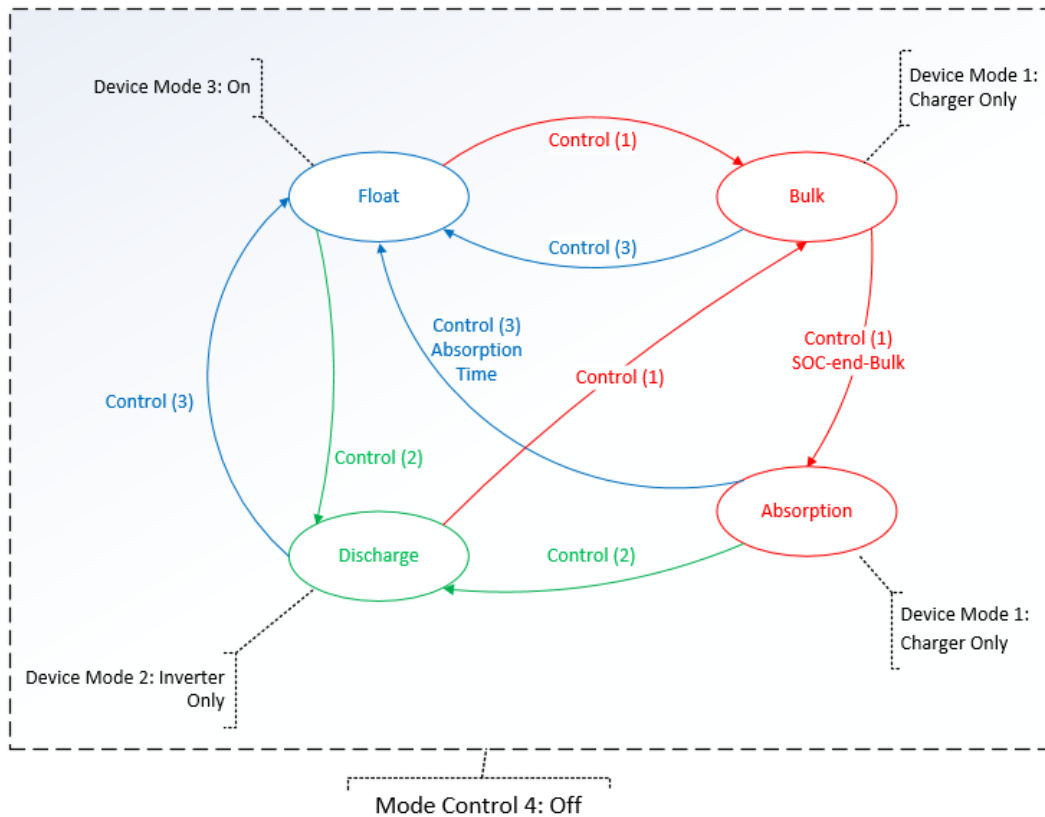 Device Mode 3: On
Device Mode 1:
Charger Only
Control (1)
Float
Bulk
Control (3)
Control (3)
Absorption
Time
Control (1)
SOC-end-Bulk
Control (1)
Control (3)
Control (2)
Absorption
Discharge
Control (2)
Device Mode 1:
Charger Only
Device Mode 2: Inverter
Only
Mode Control 4: Off